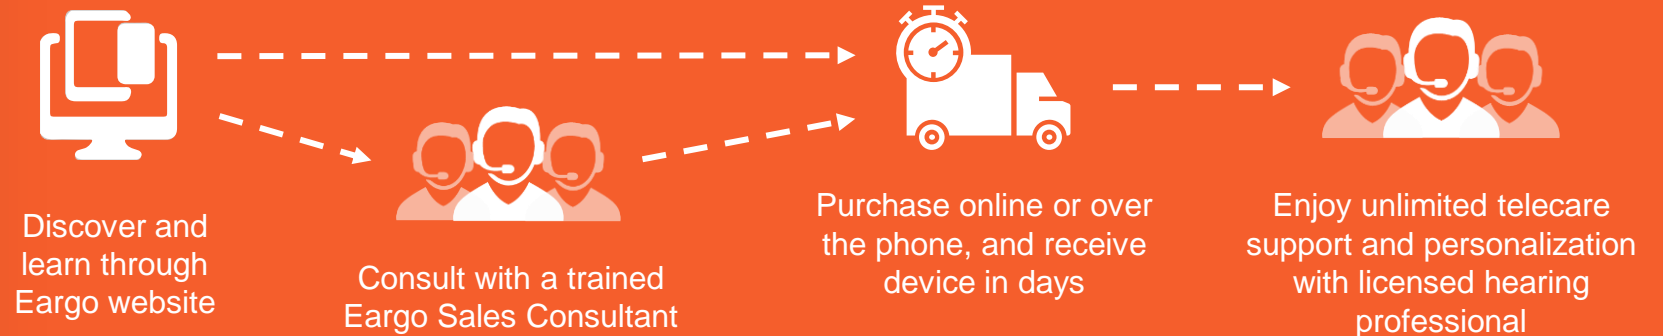 Discover and
learn through
Eargo website
Consult with a trained
Eargo Sales Consultant
Purchase online or over
the phone, and receive
device in days
Enjoy unlimited telecare
support and personalization
with licensed hearing
professional